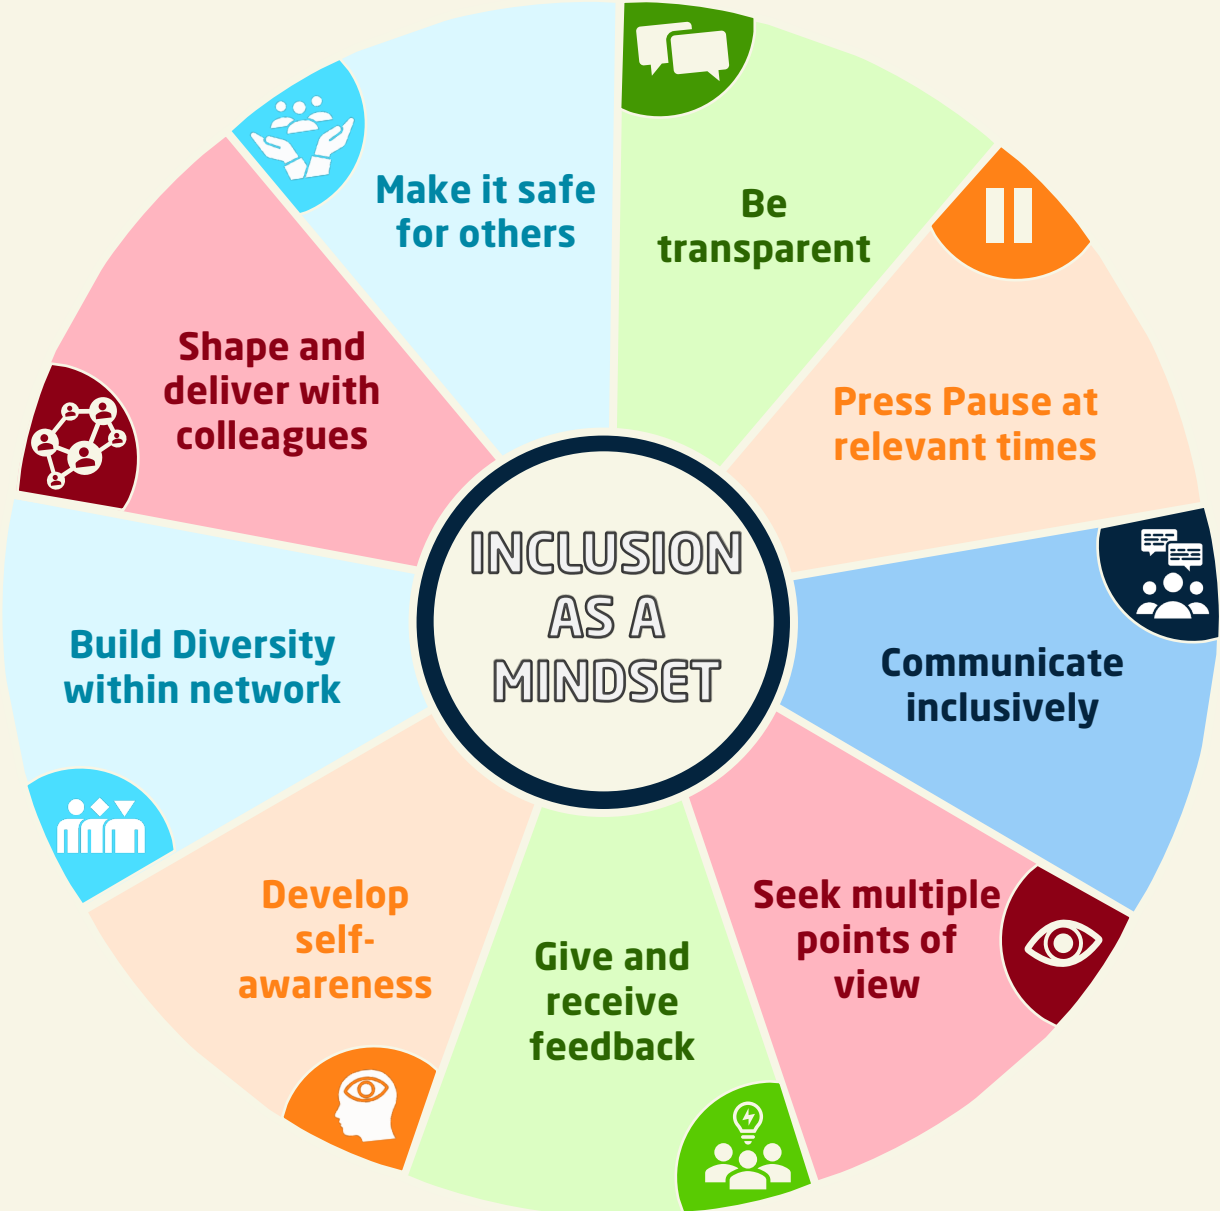 Make it safe
for others
Be
transparent
Press Pause at
relevant times
Communicate
inclusively
Seek multiple
points of
view
Give and
receive
feedback
Develop
self-
awareness
Build Diversity
within network
Shape and
deliver with
colleagues
INCLUSION
AS A
MINDSET